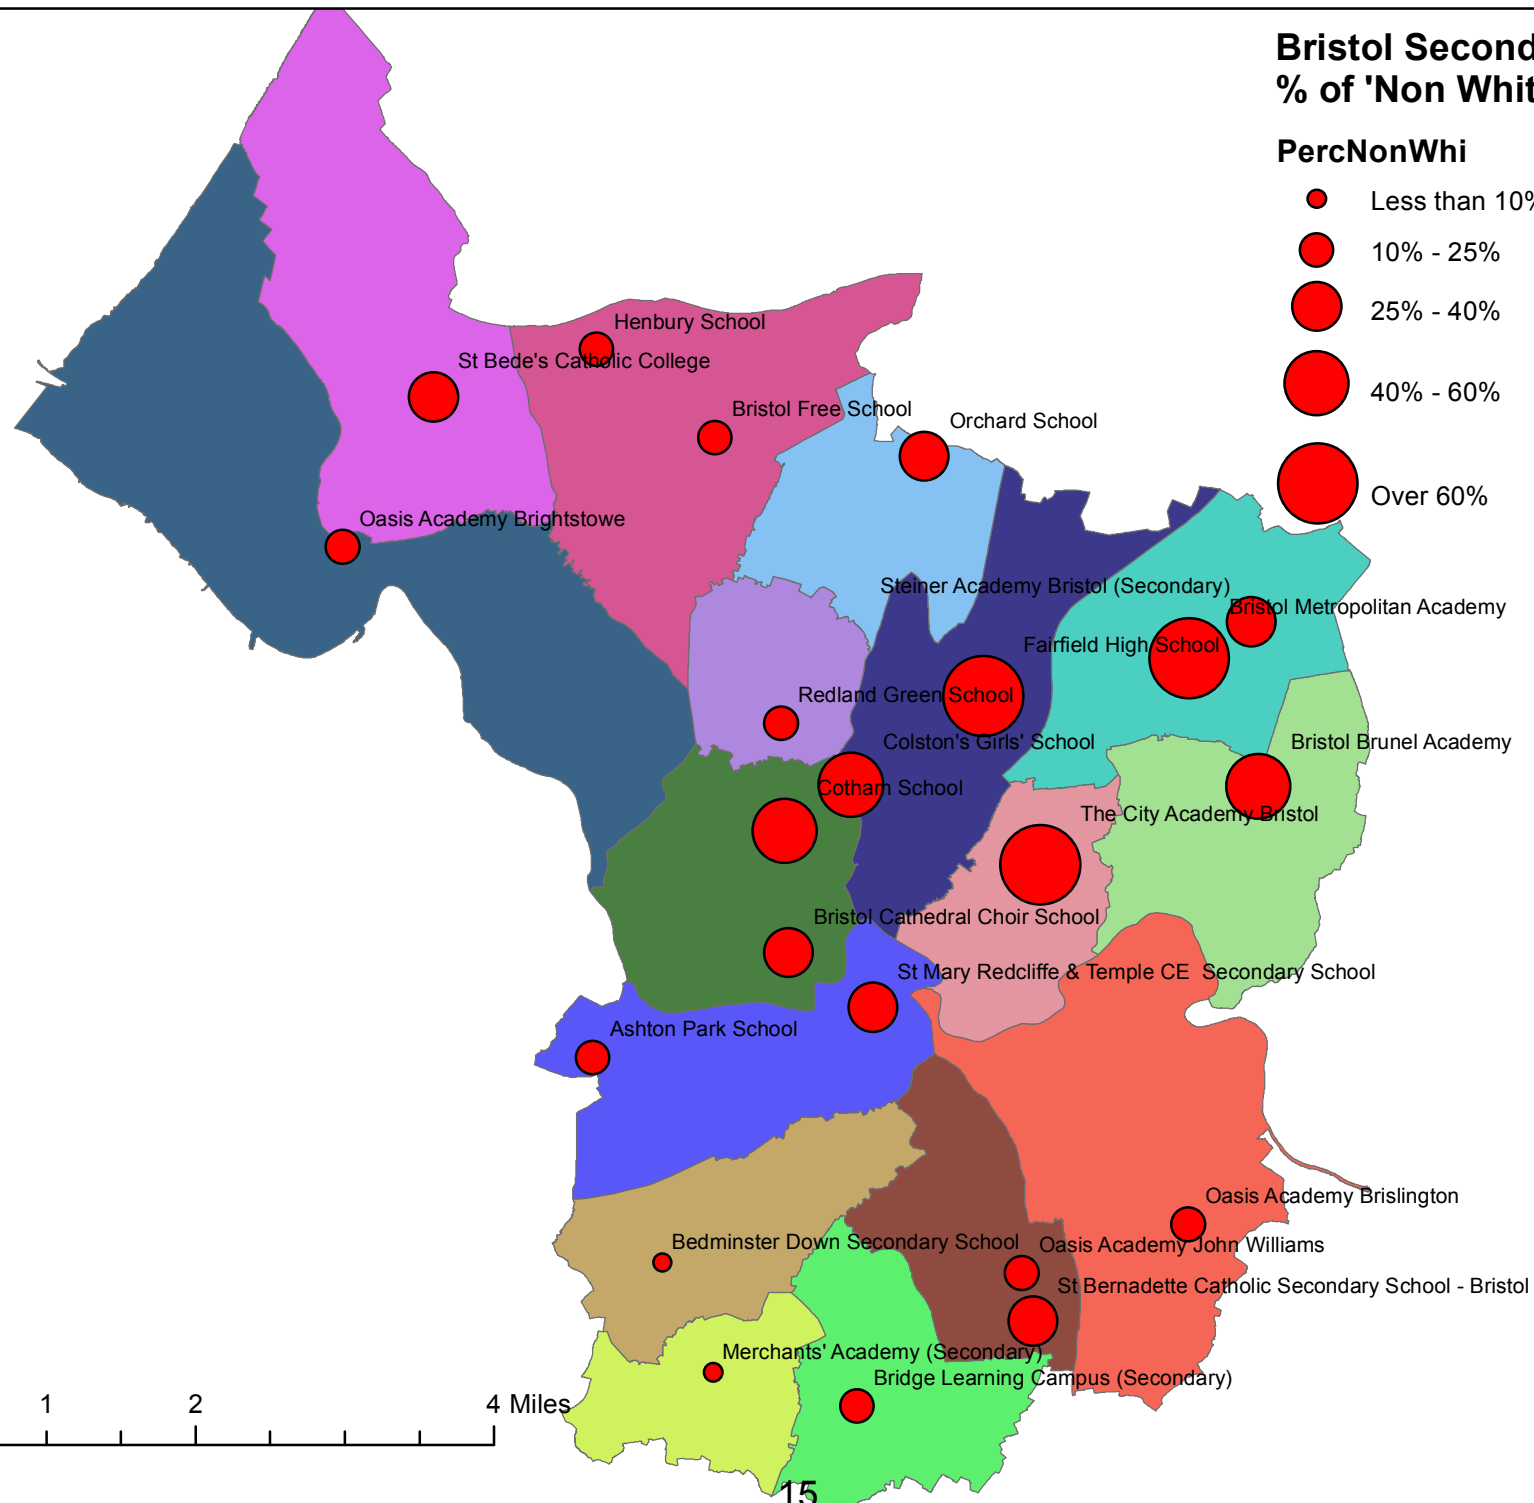 Bristol Second
% of 'Non Whit
PercNonWhi
Less than 10%
10% - 25%
25% - 40%
40% - 60%
Over 60%
Henbury School
St Bede's Catholic College
Bristol Free School
Orchard School
Oasis Academy Brightstowe
Steiner Academy Bristol (Secondary)
Bristol Metropolitan Academy
Fairfield High School
Redland Green School
Colston's Girls' School
Bristol Brunel Academy
Cotham School
The City Academy Bristol
Bristol Cathedral Choir School
St Mary Redcliffe & Temple CE Secondary School
Ashton Park School
Oasis Academy Brislington
Bedminster Down Secondary School
Oasis Academy John Williams
St Bernadette Catholic Secondary School - Bristol
Merchants' Academy (Secondary)
Bridge Learning Campus (Secondary)
1 2 4 Miles
15